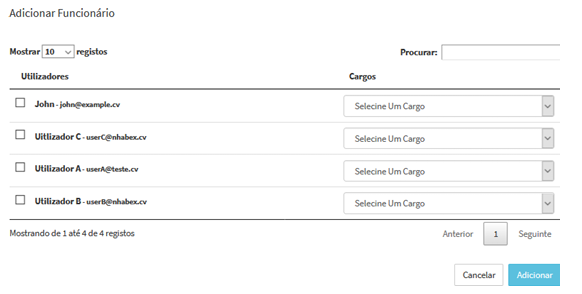 Adicionar Funcionário
Mostrar 10 registos
Procurar:
Utilizadores Cargos
John - john@example.cv Selecine Um Cargo
Uitlizador C - userC@nhabex.cv Selecine Um Cargo
Utilizador A - userA@teste.cv Selecine Um Cargo
Utilizador B - userB@nhabex.cv Selecine Um Cargo
Mostrando de 1 até 4 de 4 registos
Anterior 1 Seguinte
Cancelar Adicionar